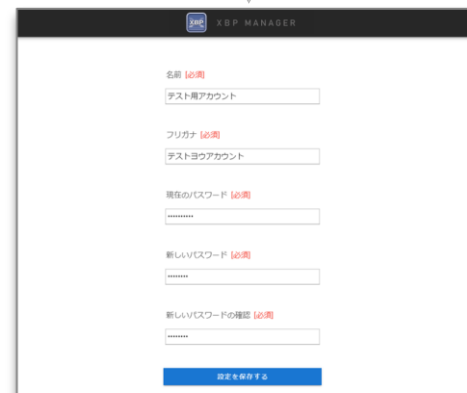 XBP XBP MANAGER
名前 [必須]
テスト用アカウント
フリガナ [必須]
テストヨウアカウント
現在のパスワード [必須]
••••••••••
新しいパスワード [必須]
••••••••
新しいパスワードの確認 [必須]
••••••••
設定を保存する